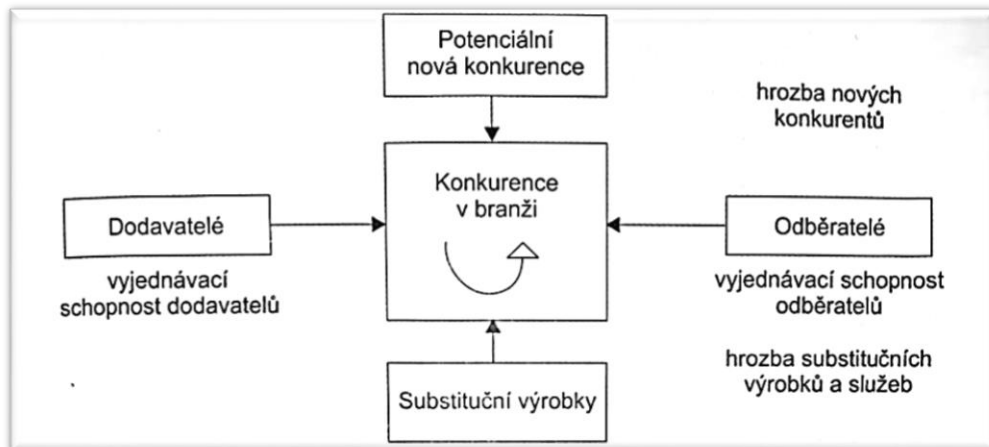 Potenciální
nová konkurence
hrozba nových
konkurentů
Konkurence
v branži
Dodavatelé
vyjednávací
schopnost dodavatelů
Odběratelé
vyjednávací schopnost
odběratelů
hrozba substitučních
výrobků a služeb
Substituční výrobky